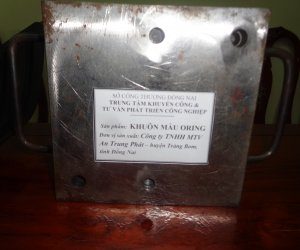 SỞ CÔNG THƯƠNG ĐỒNG NAI
TRUNG TÂM KHUYẾN CÔNG &
TƯ VẤN PHÁT TRIỂN CÔNG NGHIỆP
Sản phẩm: KHUÔN MẪU ORING
Đơn vị sản xuất: Công ty TNHH MTV
An Trung Phát – huyện Trảng Bom,
tỉnh Đồng Nai